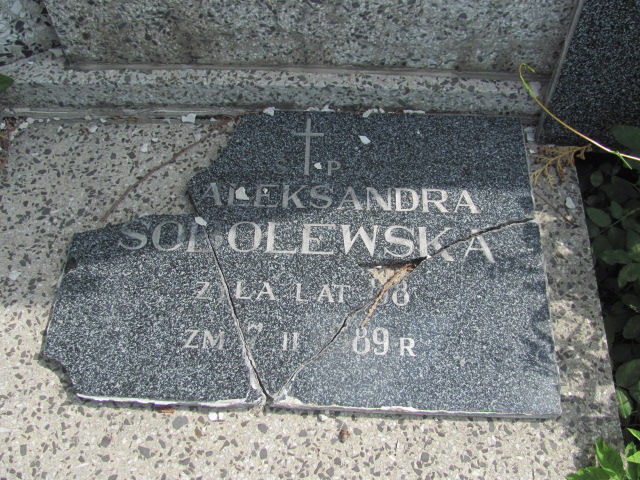 Ś P
ALEKSANDRA
SOBOLEWSKA
ŻYŁA LAT
ZM 7 II 89 R